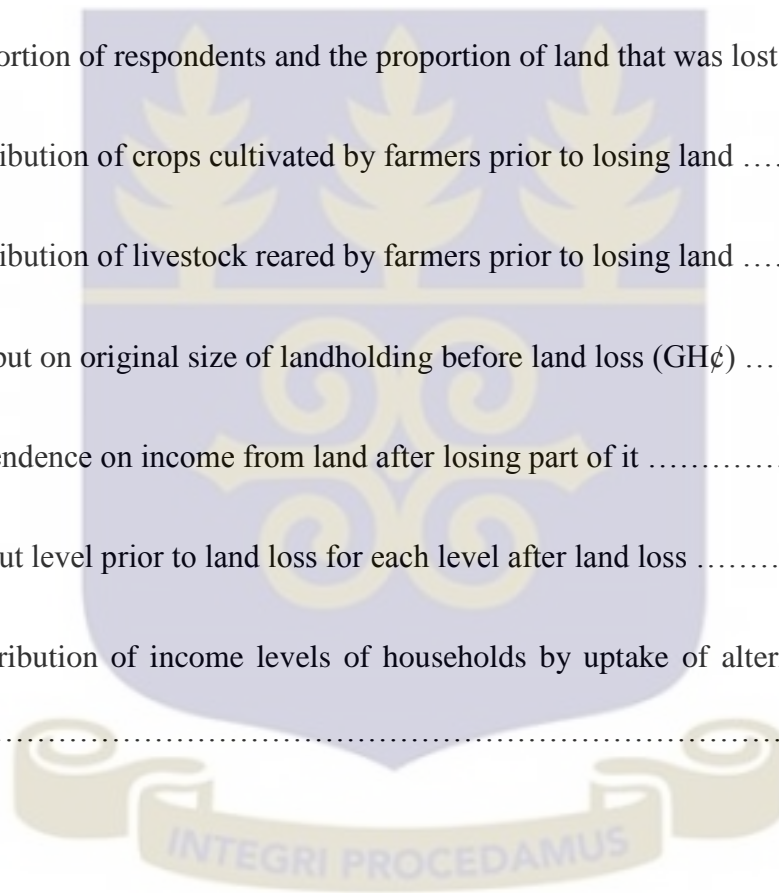 ortion of respondents and the proportion of land that was lost
ibution of crops cultivated by farmers prior to losing land ….
ibution of livestock reared by farmers prior to losing land ….
put on original size of landholding before land loss (GH¢) …
endence on income from land after losing part of it ………….
ut level prior to land loss for each level after land loss ……..
ribution of income levels of households by uptake of alter
………………………………………………………………
INTEGRI PROCEDAMUS